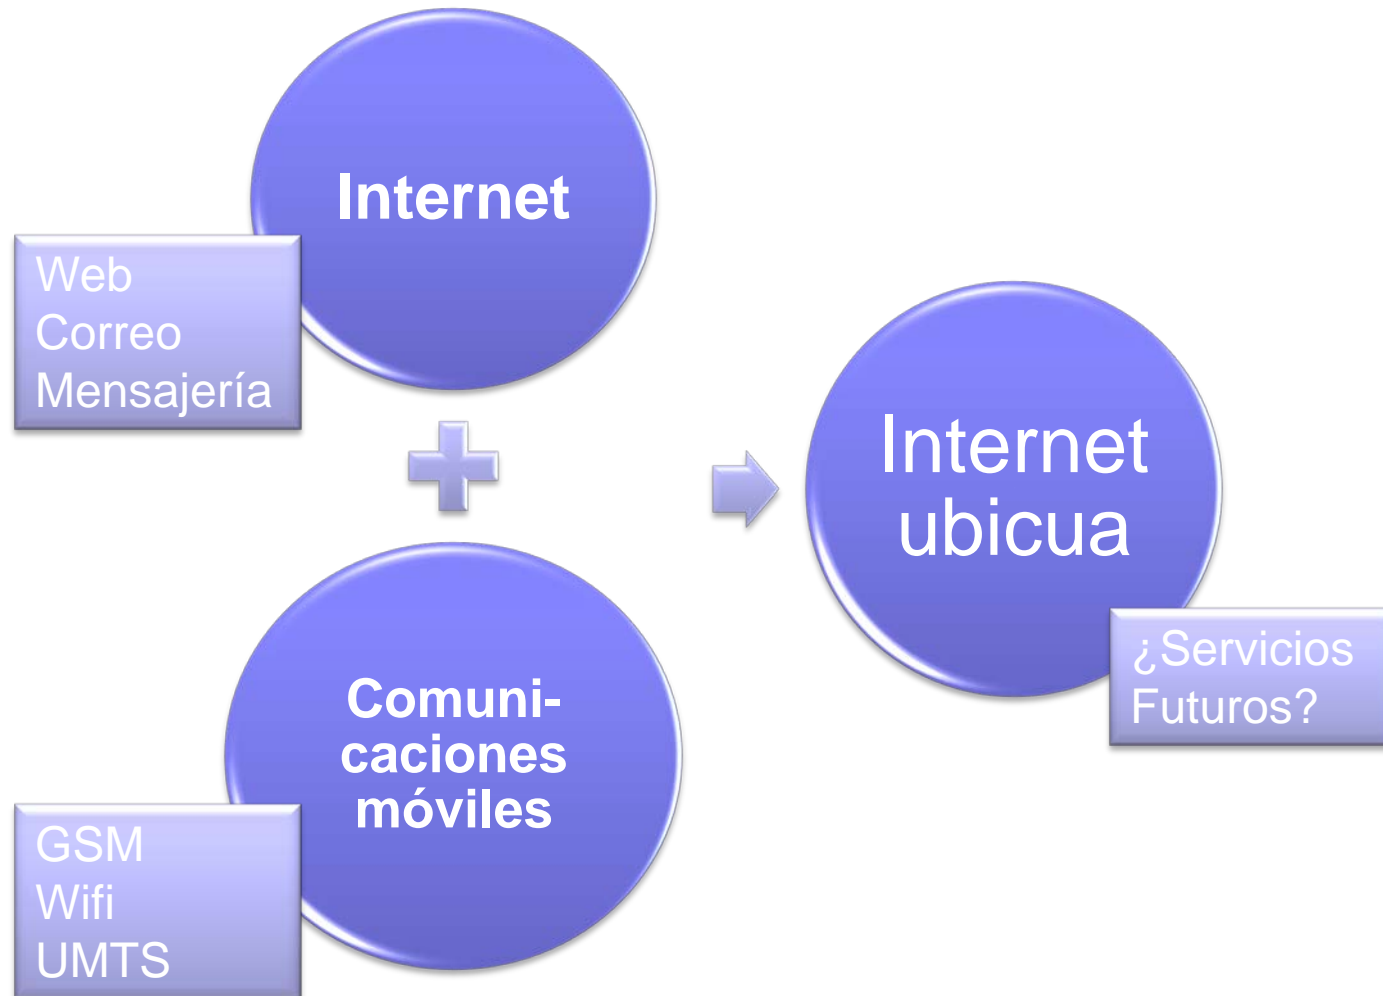 Internet
Web
Correo
Mensajería
Comuni-
caciones
móviles
GSM
Wifi
UMTS
Internet
ubicua
¿Servicios
Futuros?